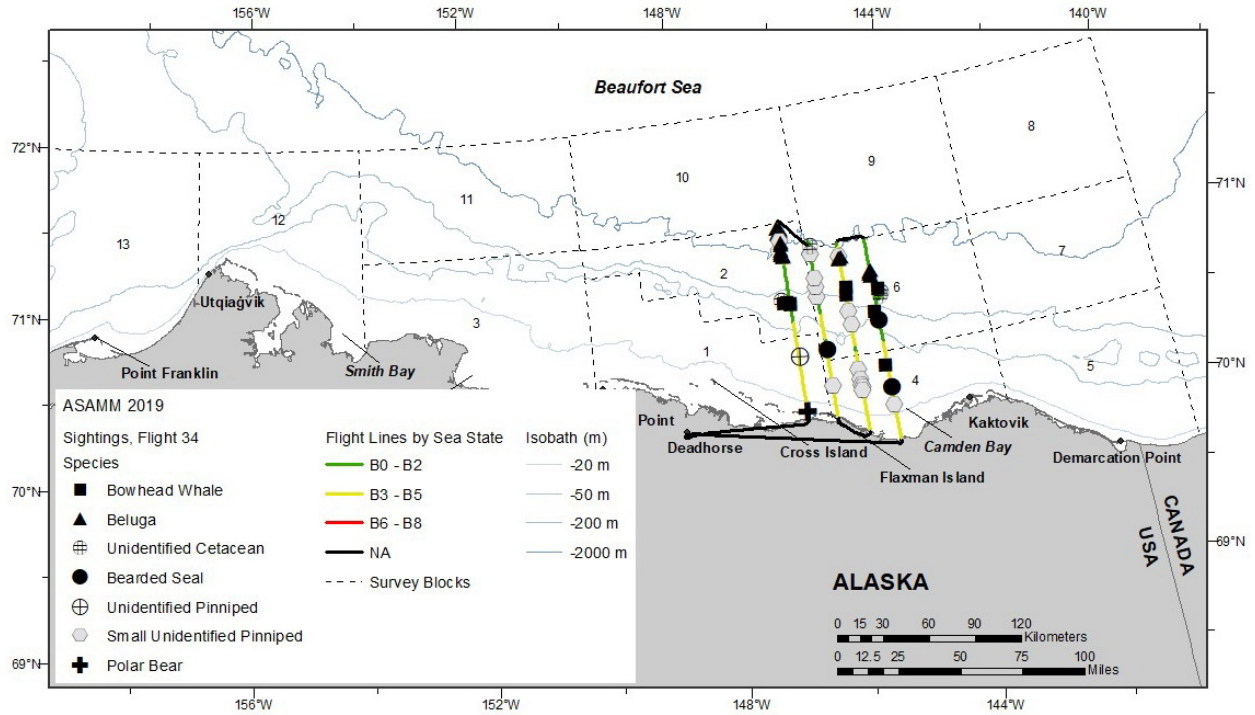 156°W 152°W 148°W 144°W 140°W
Beaufort Sea
8
72°N
9
71°N
10
11
12
13
7
2
6
Utqiaġvik
71°N
3
1
Point Franklin
Smith Bay
70°N
5
4
ASAMM 2019
Sightings, Flight 34
Species
Bowhead Whale
Beluga
Unidentified Cetacean
Bearded Seal
Unidentified Pinniped
Small Unidentified Pinniped
Polar Bear
Flight Lines by Sea State
B0 - B2
B3 - B5
B6 - B8
NA
Survey Blocks
Isobath (m)
-20 m
-50 m
-200 m
-2000 m
Point
Deadhorse
Cross Island
Flaxman Island
Camden Bay
Kaktovik
Demarcation Point
70°N
69°N
CANADA
USA
ALASKA
0 15 30 60 90 120
Kilometers
0 12.5 25 50 75 100
Miles
69°N
156°W 152°W 148°W 144°W